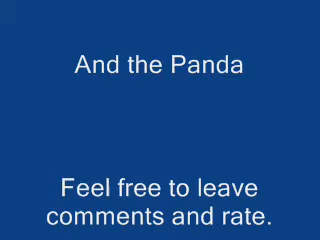 And the Panda
Feel free to leave
comments and rate.